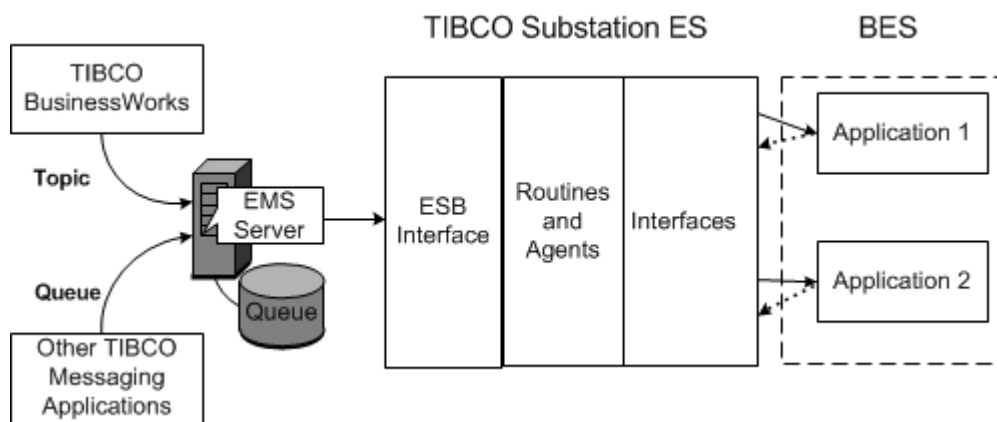 TIBCO Substation ES
BES
TIBCO
BusinessWorks
Topic
EMS
Server
Queue
Queue
Other TIBCO
Messaging
Applications
ESB
Interface
Routines
and
Agents
Interfaces
Application 1
Application 2